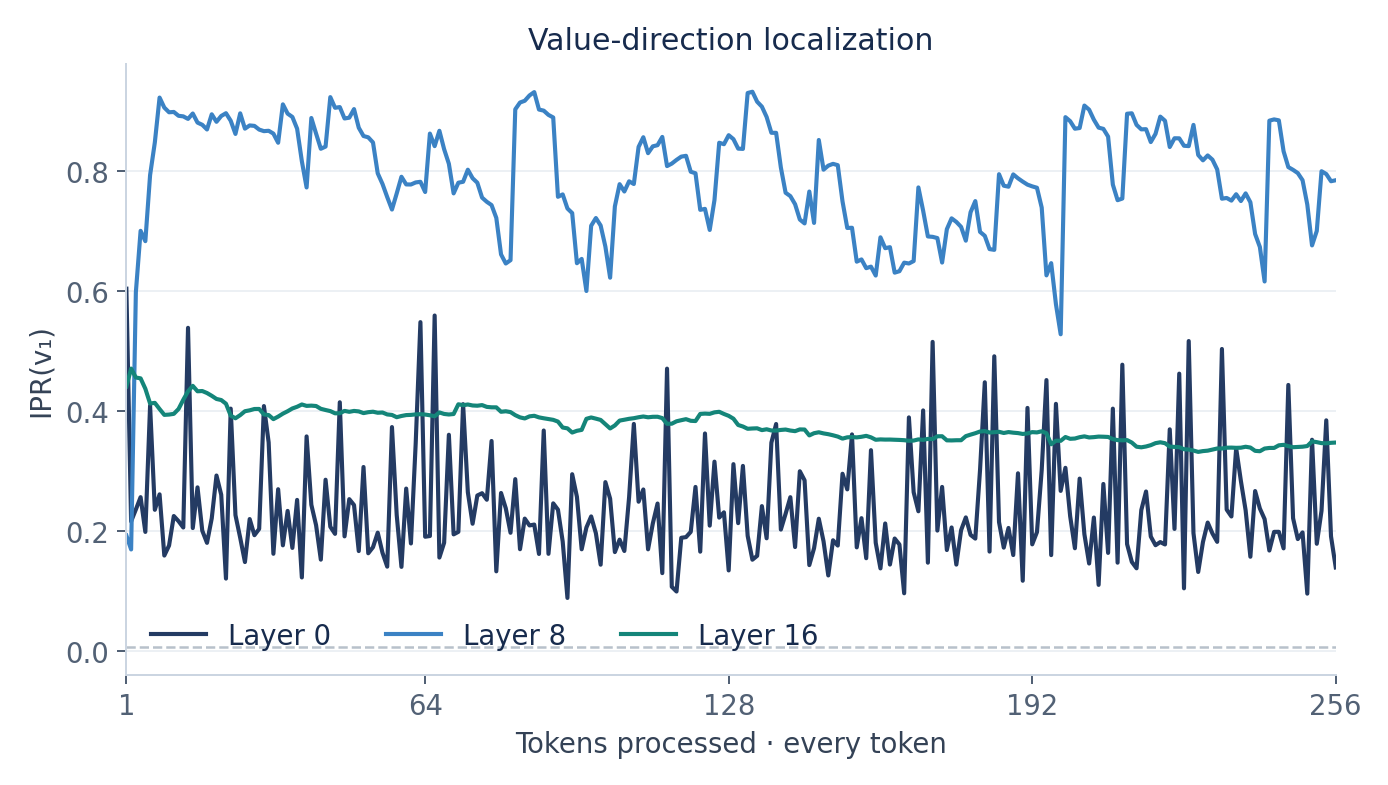 Value-direction localization
IPR(v₁)
0.8
0.6
0.4
0.2
0.0
Layer 0
Layer 8
Layer 16
1
64
128
192
256
Tokens processed · every token